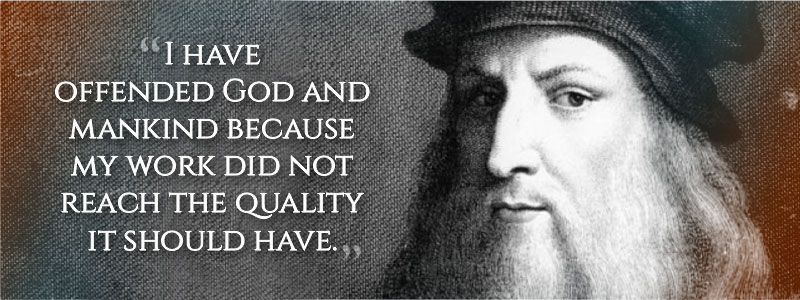 “I have
offended God and
mankind because
my work did not
reach the quality
it should have.”